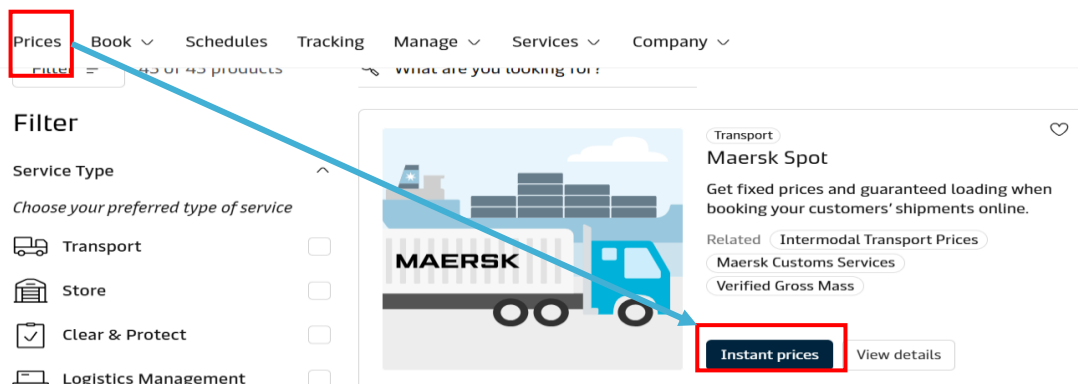 Prices Book Schedules Tracking Manage Services Company
Filter 43 of 43 products What are you looking for?
Filter
Service Type
Choose your preferred type of service
Transport
Store
Clear & Protect
Logistics Management
MAERSK
Transport
Maersk Spot
Get fixed prices and guaranteed loading when
booking your customers' shipments online.
Related Intermodal Transport Prices
Maersk Customs Services
Verified Gross Mass
Instant prices View details